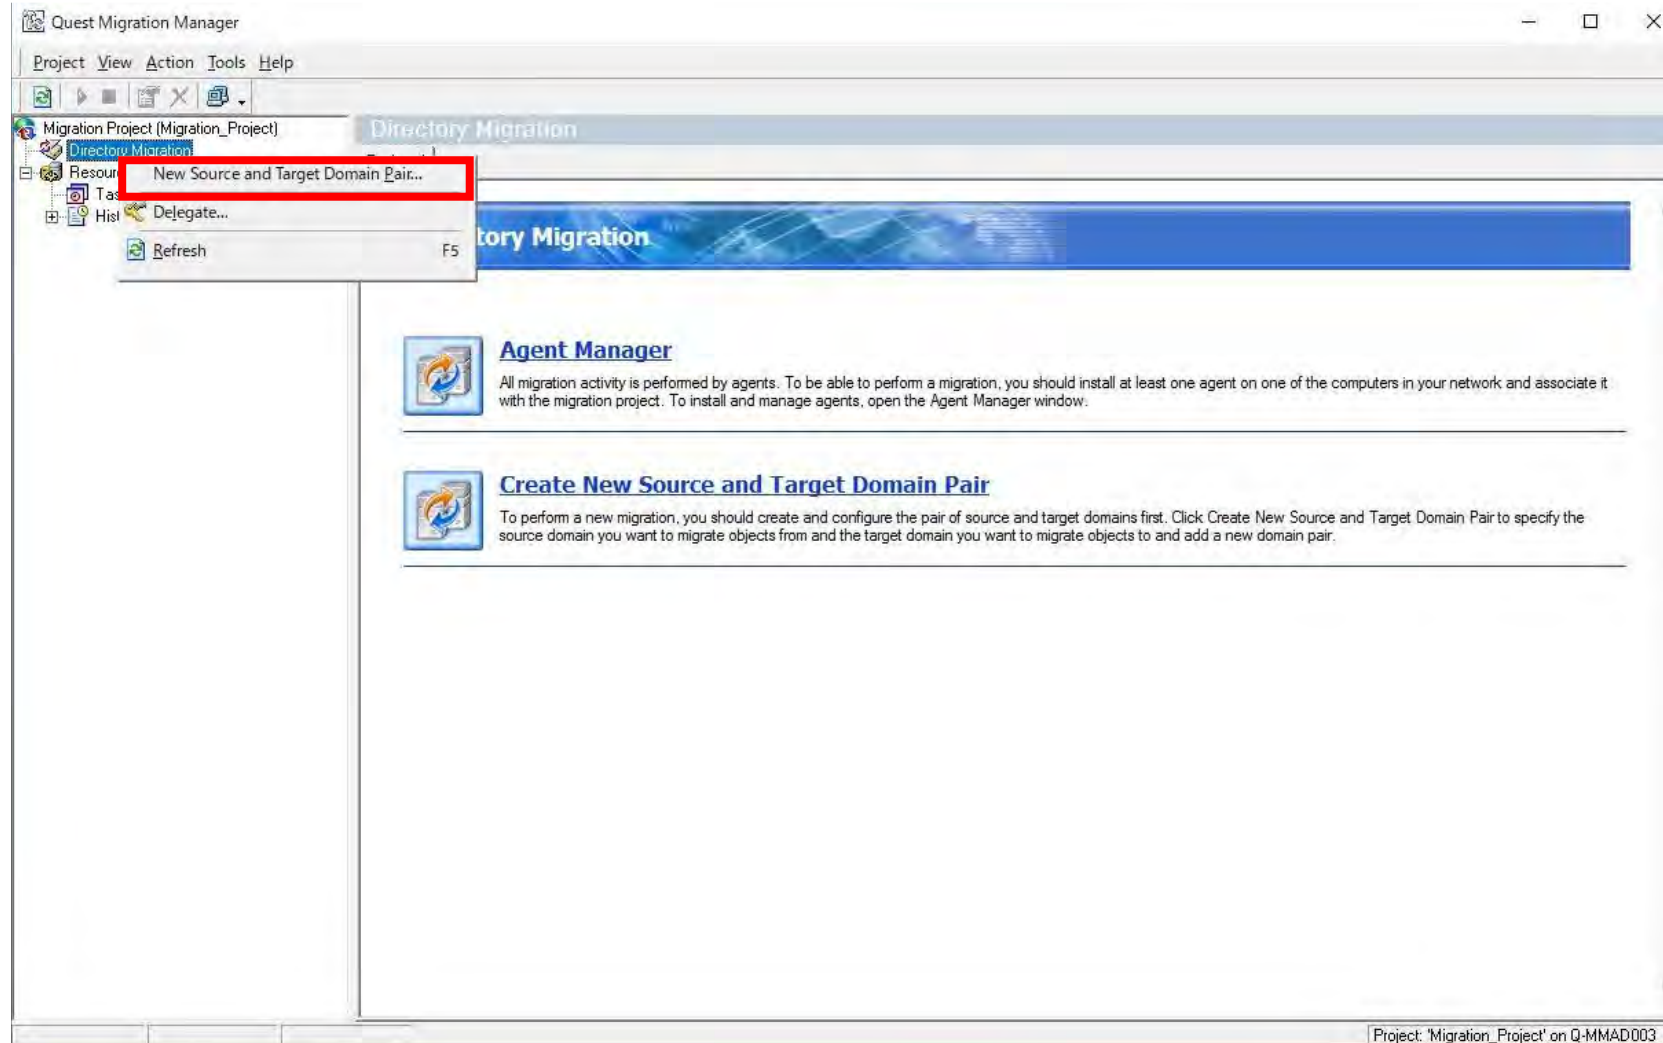 Quest Migration Manager
Project View Action Tools Help
Migration Project (Migration_Project)
Directory Migration
Directory Migration
New Source and Target Domain Pair...
Delegate...
Refresh F5
tory Migration
Agent Manager
All migration activity is performed by agents. To be able to perform a migration, you should install at least one agent on one of the computers in your network and associate it
with the migration project. To install and manage agents, open the Agent Manager window.
Create New Source and Target Domain Pair
To perform a new migration, you should create and configure the pair of source and target domains first. Click Create New Source and Target Domain Pair to specify the
source domain you want to migrate objects from and the target domain you want to migrate objects to and add a new domain pair.
Project: 'Migration_Project' on Q-MMAD003